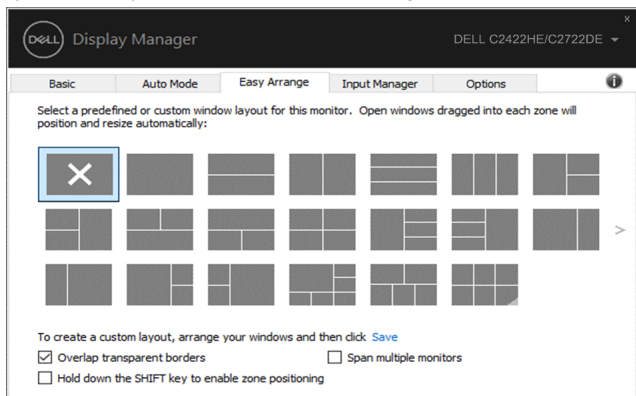 DELL Display Manager
DELL C2422HE/C2722DE
Basic
Auto Mode
Easy Arrange
Input Manager
Options
Select a predefined or custom window layout for this monitor. Open windows dragged into each zone will
position and resize automatically:
To create a custom layout, arrange your windows and then click Save
Overlap transparent borders
Span multiple monitors
Hold down the SHIFT key to enable zone positioning